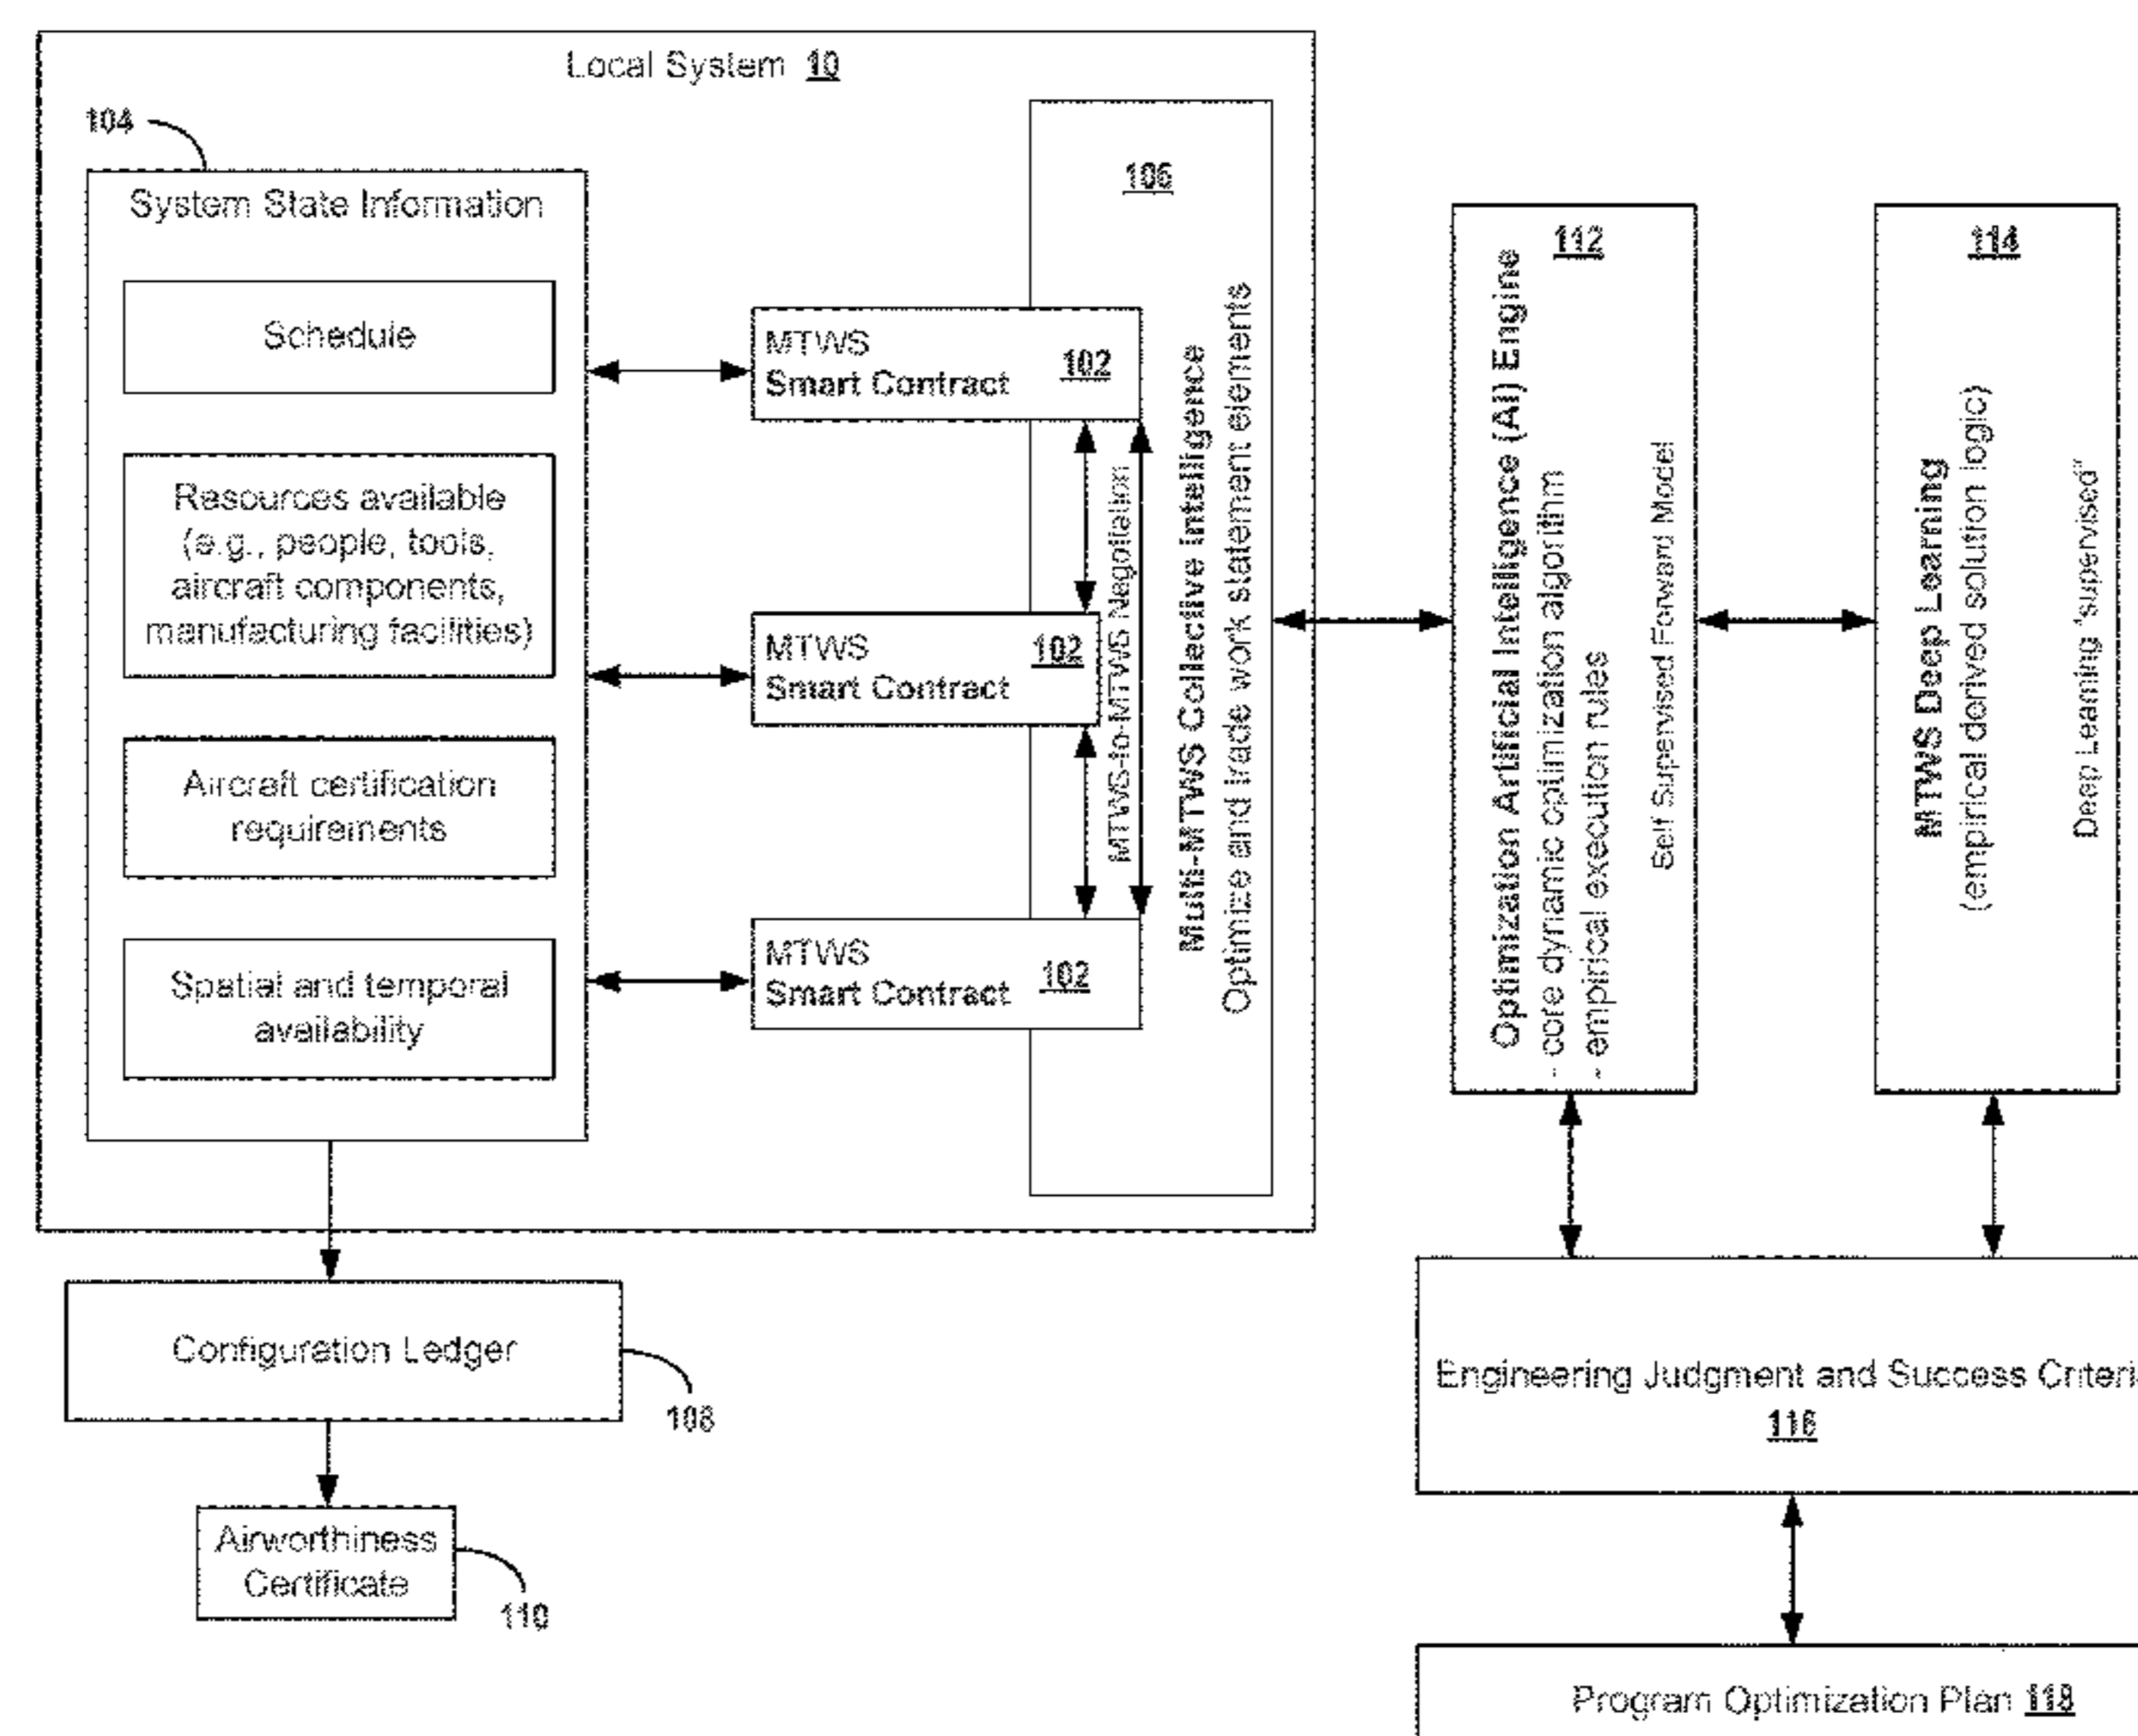 Local System 10
104
System State Information
Schedule
Resources available
(e.g., people, tools,
aircraft components,
manufacturing facilities)
Aircraft certification
requirements
Spatial and temporal
availability
MTWS
Smart Contract
102
MTWS
Smart Contract
102
MTWS
Smart Contract
102
MTWS-to-MTWS Negotiation
106
Multi-MTWS Collective Intelligence
Optimize and trade work statement elements
112
Optimization Artificial Intelligence (AI) Engine
- core dynamic optimization algorithm
- empirical execution rules
Self Supervised Forward Model
114
MTWS Deep Learning
(empirical derived solution logic)
Deep Learning "supervised"
Configuration Ledger
108
Airworthiness
Certificate
110
Engineering Judgment and Success Criteri
116
Program Optimization Plan 118